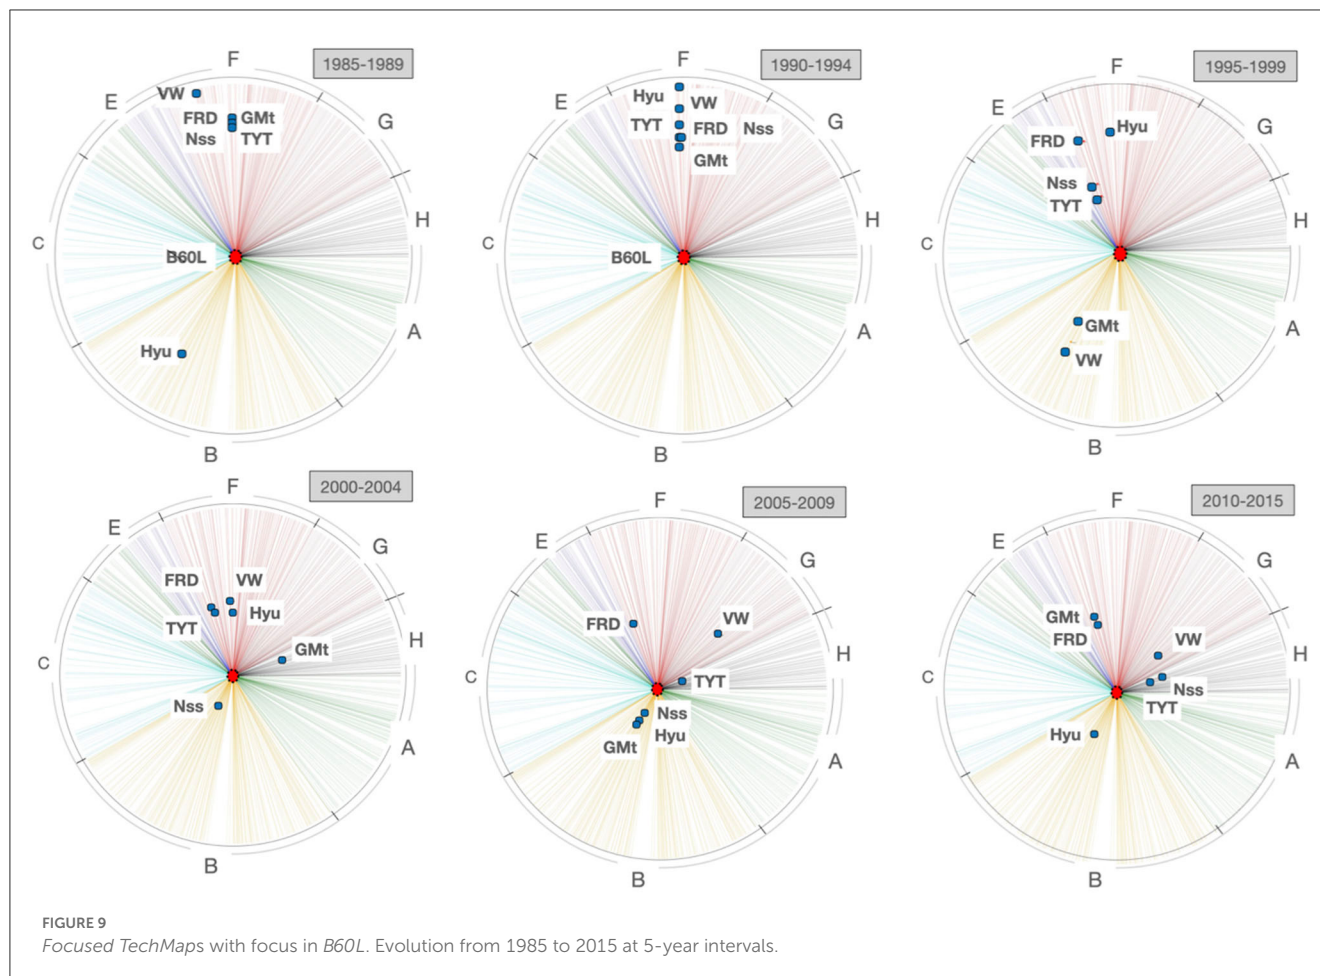 F
1985-1989
E
VW
FRD
GMt
G
Nss
TYT
H
C
B60L
A
Hyu
B
F
1990-1994
E
Hyu
VW
G
TYT
FRD
Nss
GMt
H
C
B60L
A
B
F
1995-1999
E
G
FRD
Hyu
Nss
TYT
H
C
GMt
A
VW
B
F
2000-2004
E
G
FRD
VW
Hyu
TYT
GMt
H
C
Nss
A
B
F
2005-2009
E
G
FRD
VW
H
C
TYT
Nss
Hyu
GMt
A
B
F
2010-2015
E
G
GMt
FRD
VW
H
C
Nss
TYT
Hyu
A
B
FIGURE 9
Focused TechMaps with focus in B60L. Evolution from 1985 to 2015 at 5-year intervals.